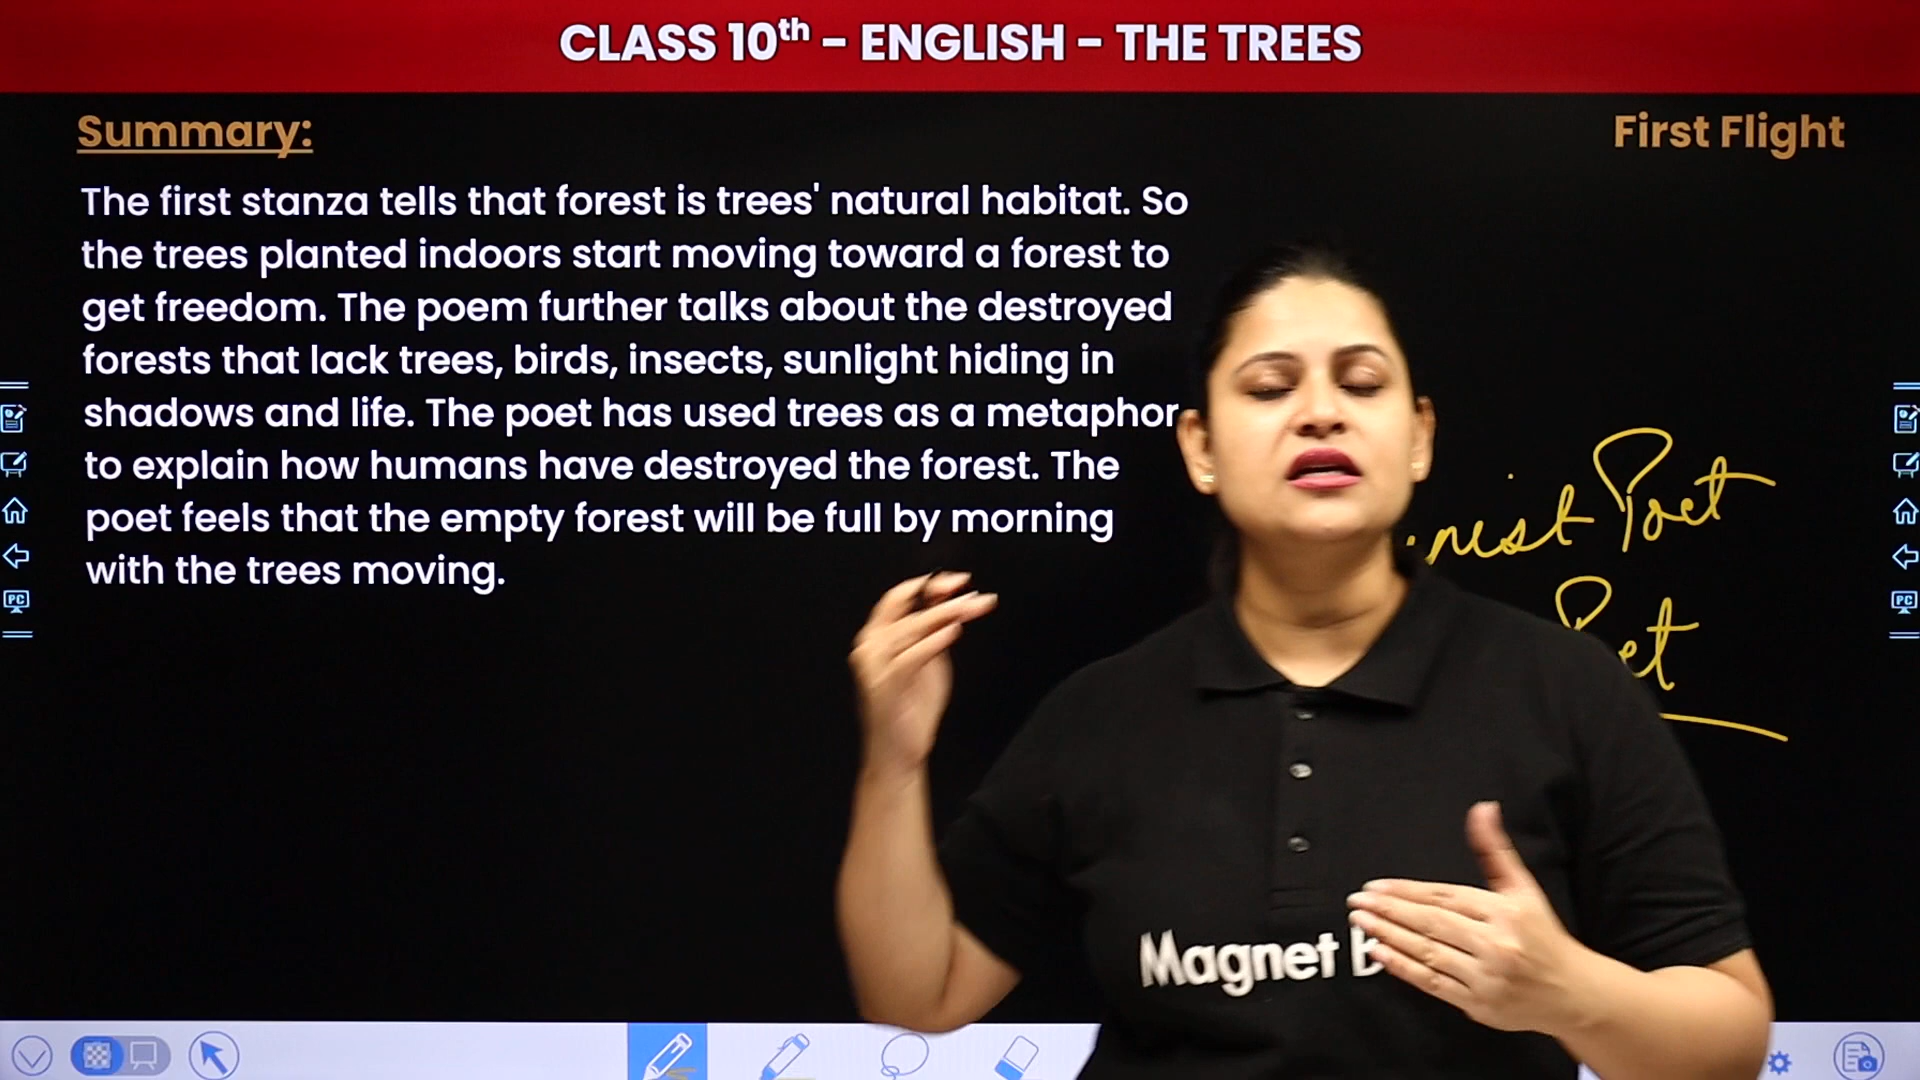 CLASS 10th - ENGLISH - THE TREES
Summary:
First Flight
The first stanza tells that forest is trees' natural habitat. So
the trees planted indoors start moving toward a forest to
get freedom. The poem further talks about the destroyed
forests that lack trees, birds, insects, sunlight hiding in
shadows and life. The poet has used trees as a metaphor
to explain how humans have destroyed the forest. The
poet feels that the empty forest will be full by morning
with the trees moving.
Poet
PC
PC
Magnet